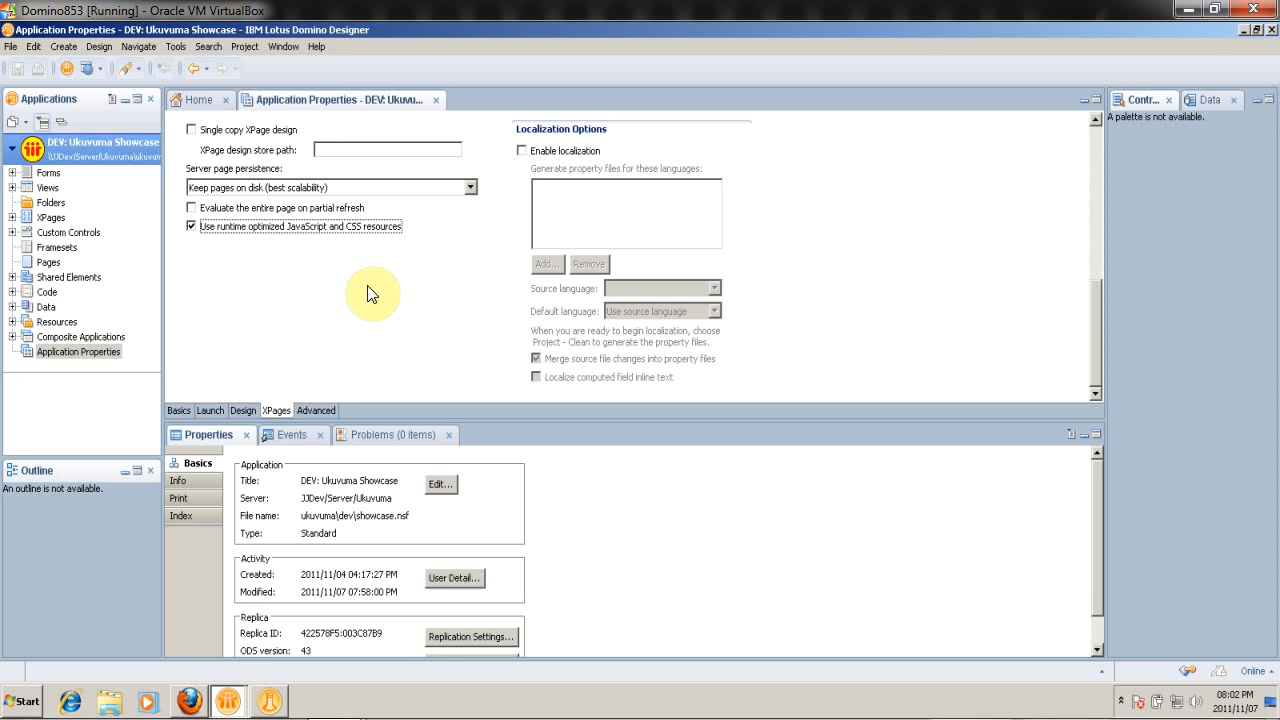 Domino853 [Running] - Oracle VM VirtualBox
Application Properties - DEV: Ukuvuma Showcase - IBM Lotus Domino Designer
File Edit Create Design Navigate Tools Search Project Window Help
Applications
Home
Application Properties - DEV: Ukuvu...
Contr...
Data
A palette is not available.
DEV: Ukuvuma Showcase
\\JJDev/Server/Ukuvuma\ukuvum
Forms
Views
Folders
XPages
Custom Controls
Framesets
Pages
Shared Elements
Code
Data
Resources
Composite Applications
Application Properties
Single copy XPage design
XPage design store path:
Server page persistence:
Keep pages on disk (best scalability)
Evaluate the entire page on partial refresh
Use runtime optimized JavaScript and CSS resources
Localization Options
Enable localization
Generate property files for these languages:
Add... Remove
Source language:
Default language: Use source language
When you are ready to begin localization, choose
Project - Clean to generate the property files.
Merge source file changes into property files
Localize computed field inline text
Basics Launch Design XPages Advanced
Outline
An outline is not available.
Properties
Events
Problems (0 items)
Basics
Info
Print
Index
Application
Title: DEV: Ukuvuma Showcase
Edit...
Server: JJDev/Server/Ukuvuma
File name: ukuvuma\dev\showcase.nsf
Type: Standard
Activity
Created: 2011/11/04 04:17:27 PM
User Detail...
Modified: 2011/11/07 07:58:00 PM
Replica
Replica ID: 422578F5:003C87B9
Replication Settings...
ODS version: 43
Online
Start
08:02 PM
2011/11/07